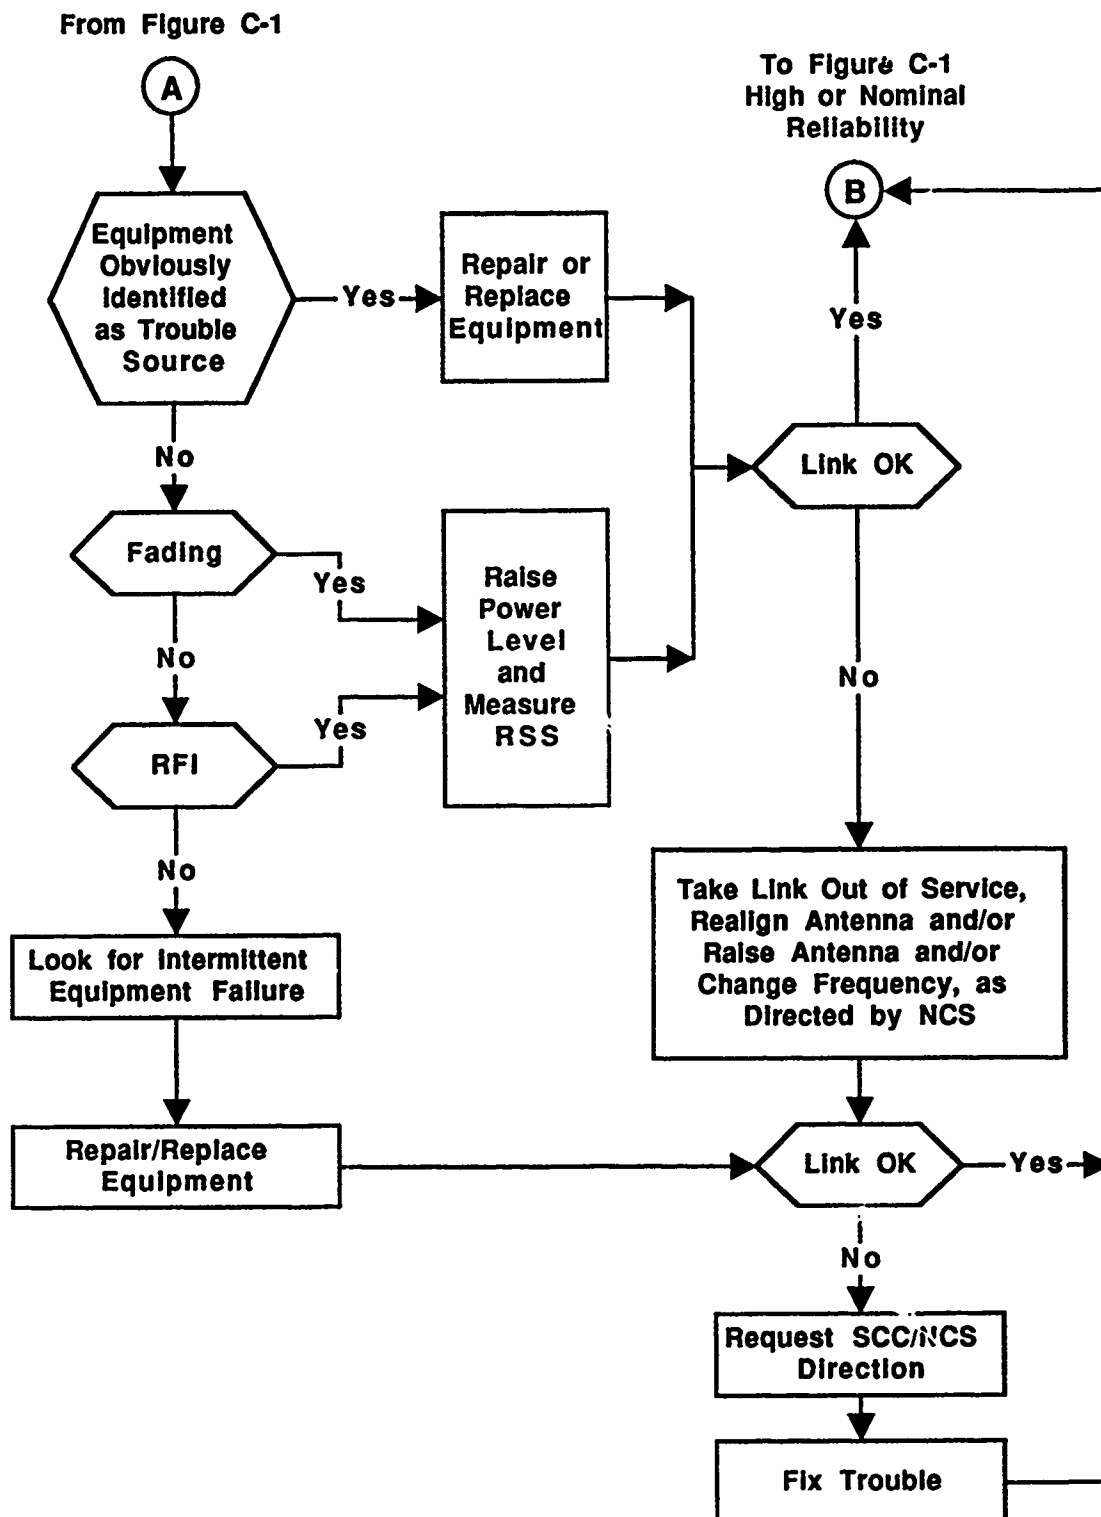 From Figure C-1
A
To Figure C-1
High or Nominal
Reliability
B
Equipment
Obviously
Identified
as Trouble
Source
Yes
Repair or
Replace
Equipment
Yes
No
Link OK
Fading
Yes
Raise
Power
Level
and
Measure
RSS
No
No
RFI
Yes
No
Take Link Out of Service,
Realign Antenna and/or
Raise Antenna and/or
Change Frequency, as
Directed by NCS
Look for Intermittent
Equipment Failure
Repair/Replace
Equipment
Link OK
Yes
No
Request SCC/NCS
Direction
Fix Trouble